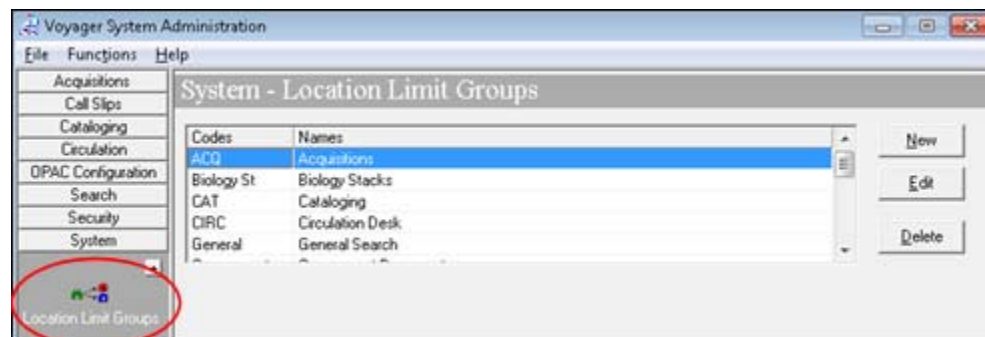 Voyager System Administration
File Functions Help
Acquisitions
Call Slips
Cataloging
Circulation
OPAC Configuration
Search
Security
System
Location Limit Groups
System - Location Limit Groups
Codes Names
ACQ Acquisitions
Biology St Biology Stacks
CAT Cataloging
CIRC Circulation Desk
General General Search
New
Edit
Delete